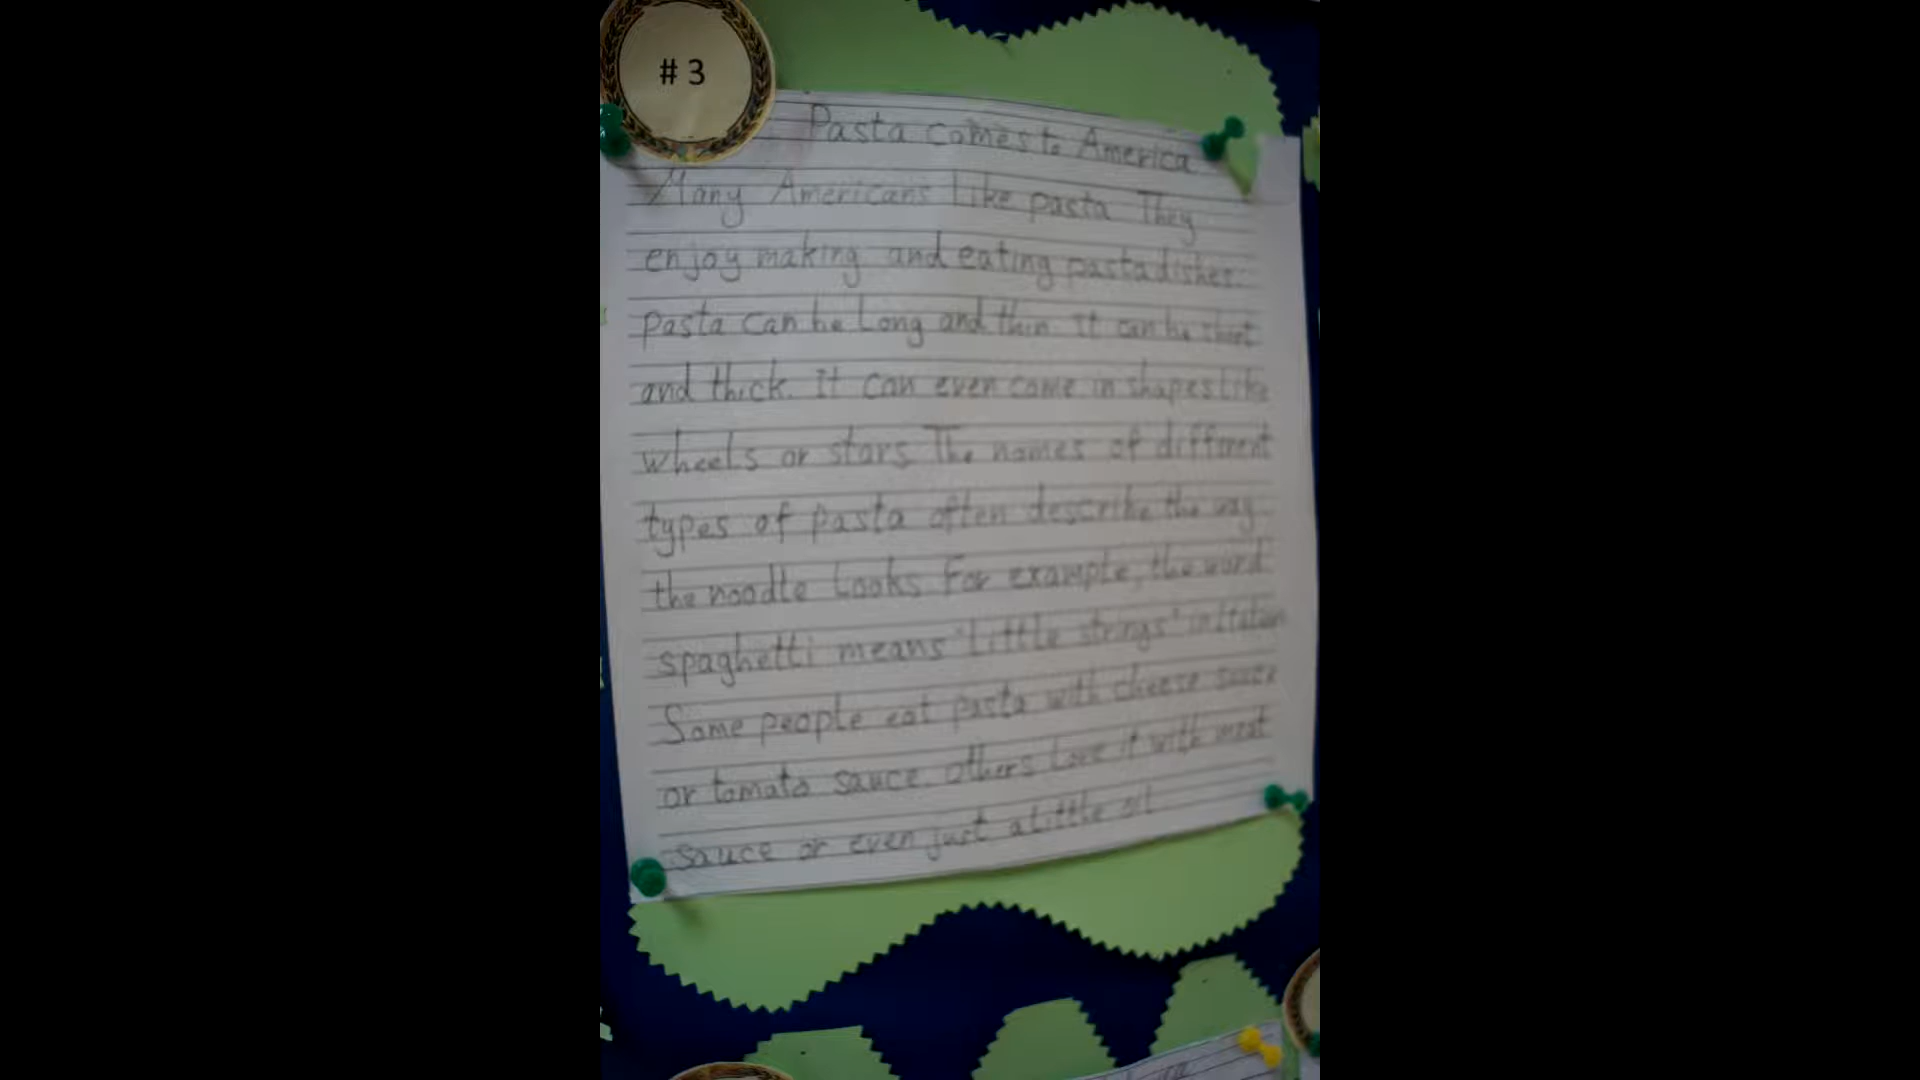 # 3
Pasta comes to America
Many Americans Like pasta They
enjoy making and eating pasta dishes.
Pasta can be Long and thin. It can be short
and thick. It can even come in shapes Like
wheels or stars. The names of different
types of pasta often describe the way
the noodle Looks. For example, the word
spaghetti means "Little strings" in Italian
Some people eat pasta with cheese sauce
or tomato sauce. Others Love it with meat
sauce or even just a Little oil